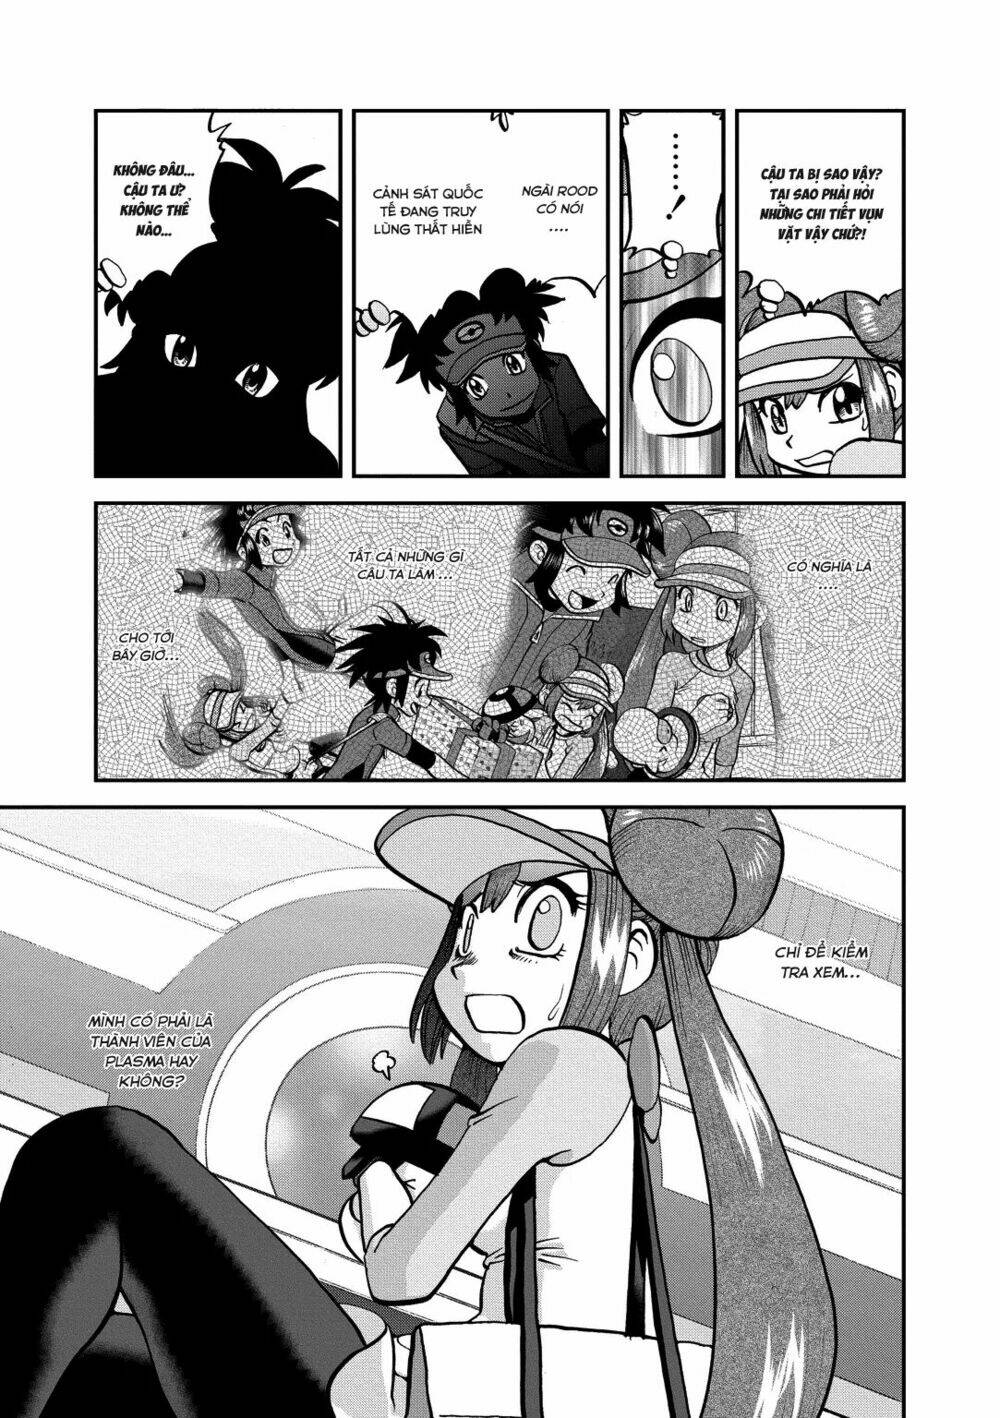 CẬU TA BỊ SAO VẬY?
TẠI SAO PHẢI HỎI
NHỮNG CHI TIẾT VỤN
VẶT VẬY CHỨ?!
......!
NGÀI ROOD
CÓ NÓI
....
CẢNH SÁT QUỐC
TẾ ĐANG TRUY
LÙNG THẤT HIỀN
KHÔNG ĐÂU...
CẬU TA Ư?
KHÔNG THỂ
NÀO...
CÓ NGHĨA LÀ
....
TẤT CẢ NHƯNG GÌ
CẬU TA LÀM ...
CHO TỚI
BÂY GIỜ...
CHỈ ĐỂ KIỂM
TRA XEM...
MÌNH CÓ PHẢI LÀ
THÀNH VIÊN CỦA
PLASMA HAY
KHÔNG?